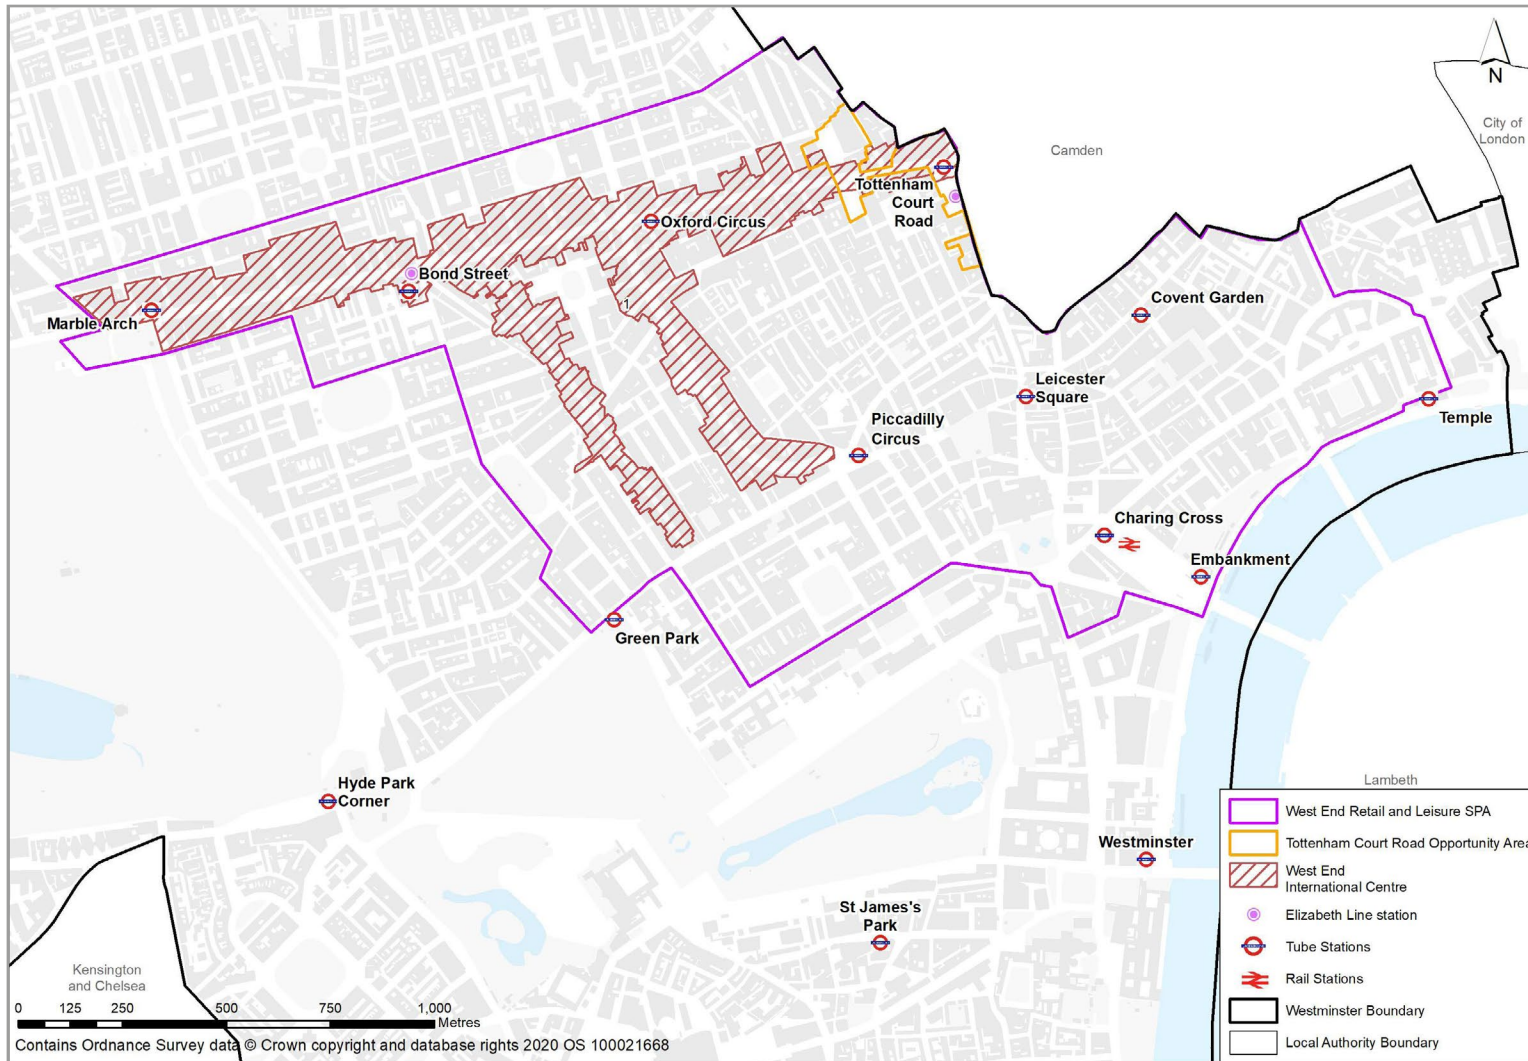 N
City of
London
Camden
Tottenham
Court
Road
Oxford Circus
Bond Street
1
Marble Arch
Covent Garden
Leicester
Square
Piccadilly
Circus
Temple
Charing Cross
Embankment
Green Park
Hyde Park
Corner
Lambeth
Westminster
St James's
Park
Kensington
and Chelsea
West End Retail and Leisure SPA
Tottenham Court Road Opportunity Area
West End
International Centre
Elizabeth Line station
Tube Stations
Rail Stations
Westminster Boundary
Local Authority Boundary
0 125 250 500 750 1,000
Metres
Contains Ordnance Survey data © Crown copyright and database rights 2020 OS 100021668